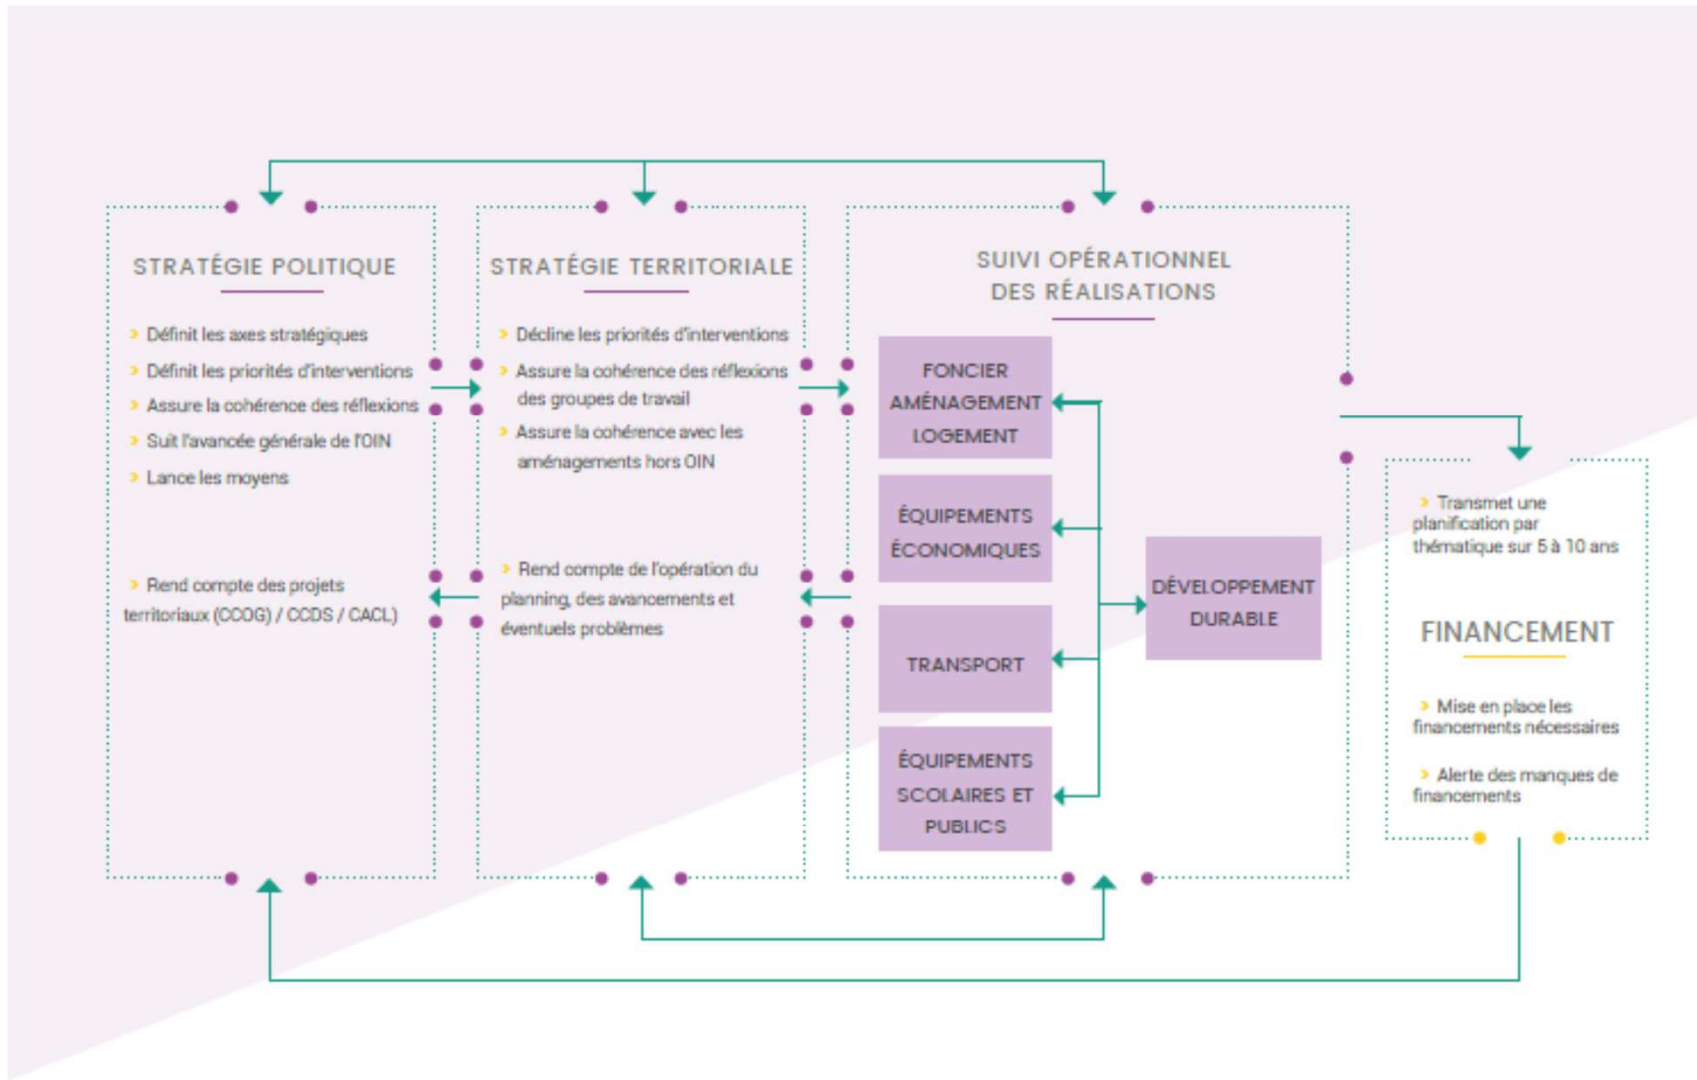 STRATÉGIE POLITIQUE
> Définit les axes stratégiques
> Définit les priorités d'interventions
> Assure la cohérence des réflexions
> Suit l'avancée générale de l'OIN
> Lance les moyens
> Rend compte des projets
territoriaux (CCOG) / CCDS / CACL)
STRATÉGIE TERRITORIALE
> Décline les priorités d'interventions
> Assure la cohérence des réflexions
des groupes de travail
> Assure la cohérence avec les
aménagements hors OIN
> Rend compte de l'opération du
planning, des avancements et
éventuels problèmes
SUIVI OPÉRATIONNEL
DES RÉALISATIONS
FONCIER
AMÉNAGEMENT
LOGEMENT
ÉQUIPEMENTS
ÉCONOMIQUES
TRANSPORT
ÉQUIPEMENTS
SCOLAIRES ET
PUBLICS
DÉVELOPPEMENT
DURABLE
> Transmet une
planification par
thématique sur 5 à 10 ans
FINANCEMENT
> Mise en place les
financements nécessaires
> Alerte des manques de
financements